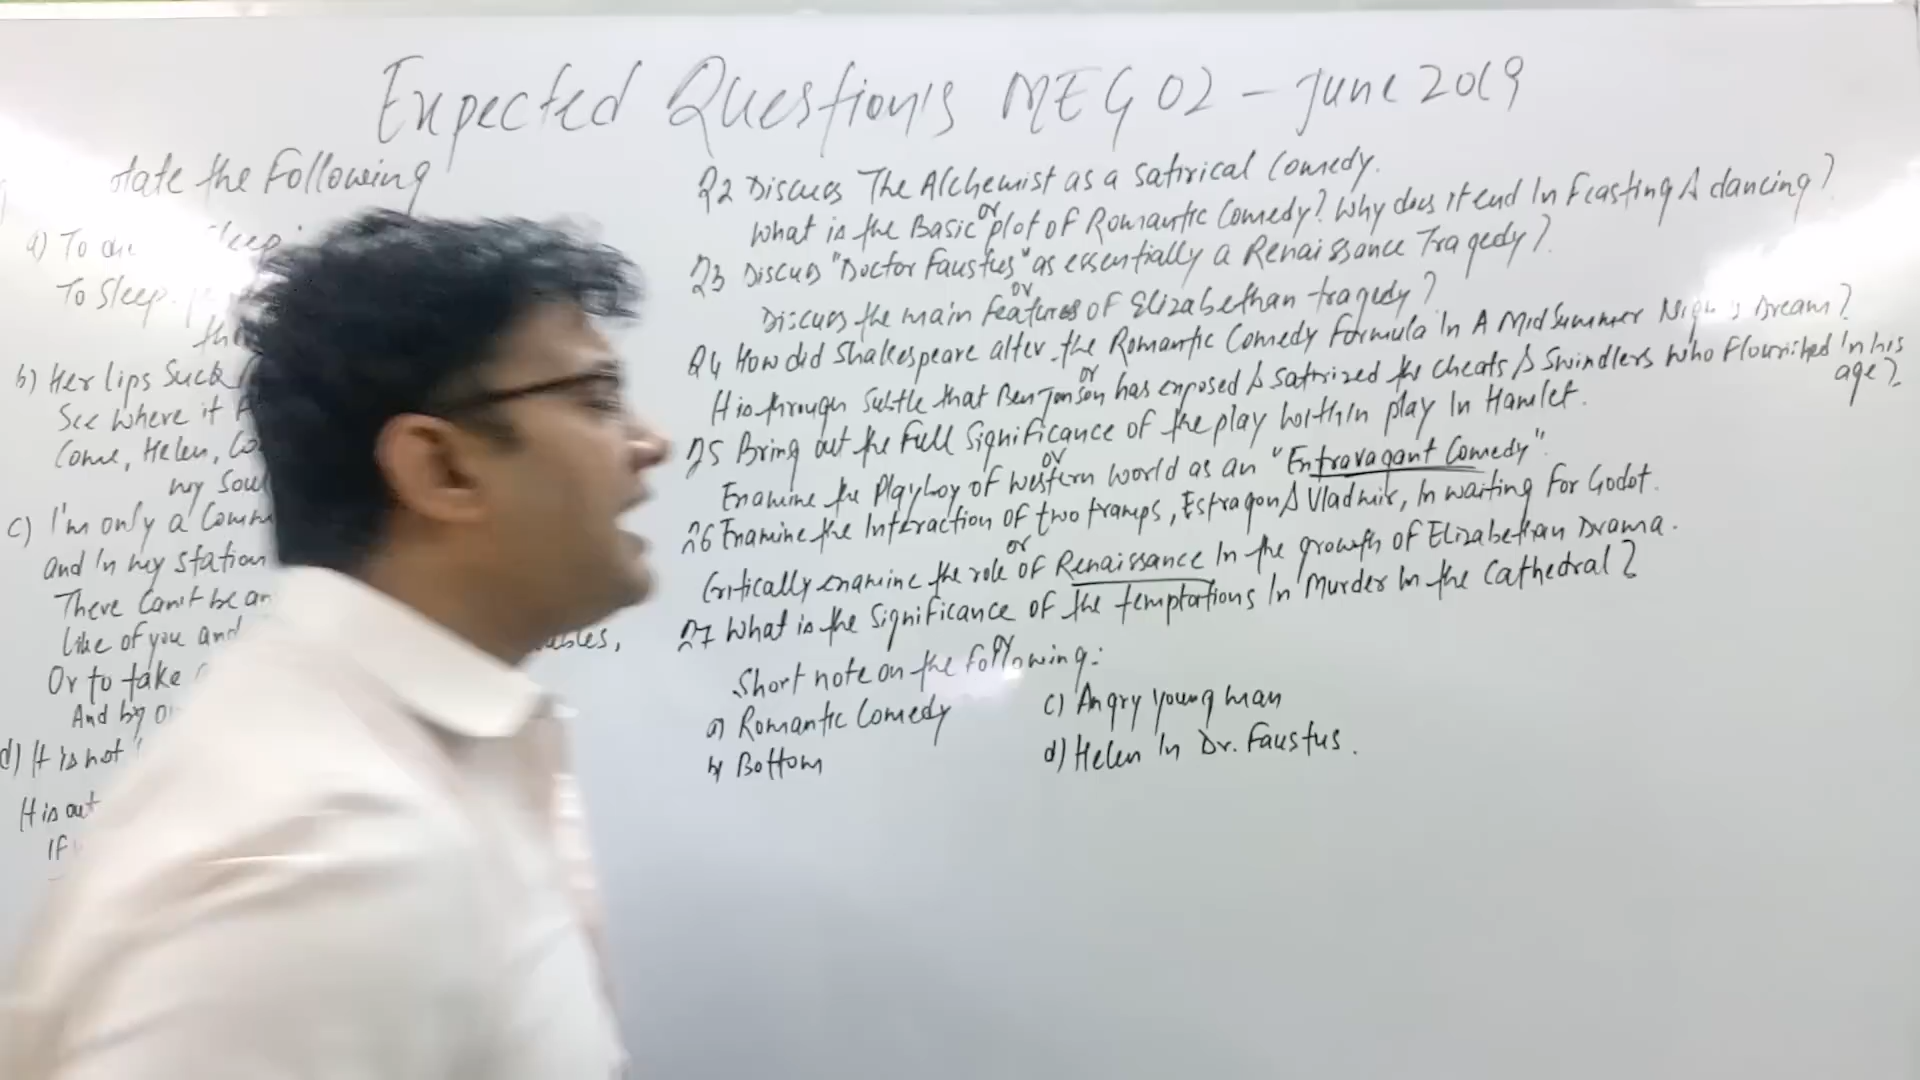 Expected Question's MEG 02 - June 2019
tate the Following
a) To
To Sleep.
b) Her lips Suck
See where it
Come, Helen,
my Soul
c) I'm only a
and In my station
There Can't be an
like of you and
Or to take
And by
d) It is not
It is out
If
Q2 Discuss The Alchemist as a Satirical Comedy.
or
What is the Basic plot of Romantic Comedy? Why does it end In Feasting & dancing?
Q3 Discuss "Doctor Faustus" as essentially a Renaissance Tragedy?
or
Discuss the main Features of Elizabethan tragedy?
Q4 How did Shakespeare alter the Romantic Comedy Formula In A MidSummer Dream?
or
It is through Subtle that Ben Jonson has exposed & satirized the Cheats & Swindlers who Flourished In his
age?
Q5 Bring out the Full Significance of the play within play In Hamlet.
or
Examine the Playboy of western World as an "Extravagant Comedy".
Q6 Examine the Interaction of two tramps, Estragon & Vladmir, In waiting For Godot.
or
Critically examine the role of Renaissance In the growth of Elizabethan Drama.
Q7 What is the Significance of the temptations In Murder In the Cathedral?
or
Short note on the following:
a) Romantic Comedy
b) Bottom
c) Angry young man
d) Helen In Dr. Faustus.